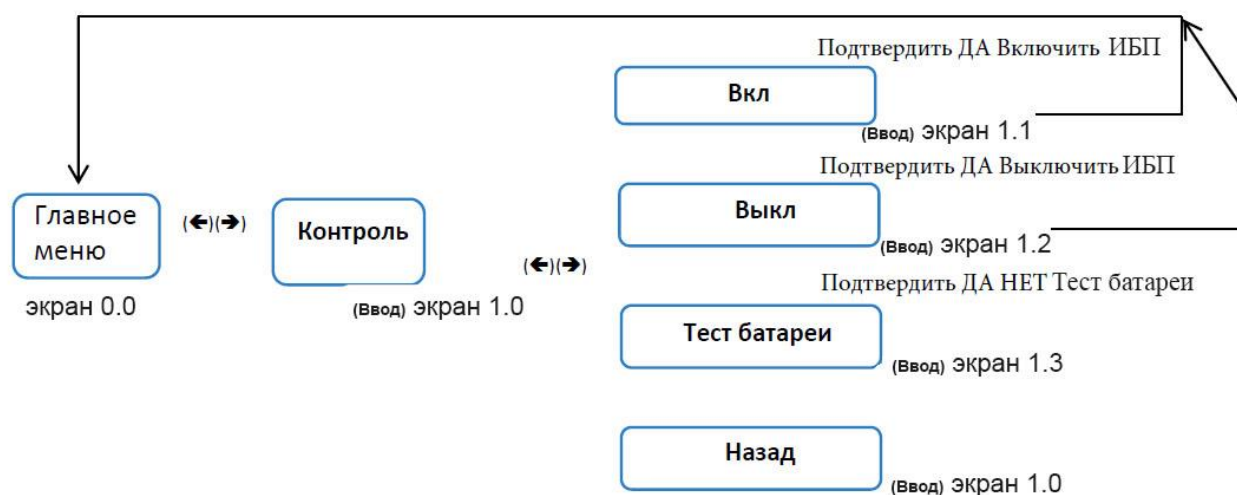 Подтвердить ДА Включить ИБП
Вкл
(Ввод) экран 1.1
Подтвердить ДА Выключить ИБП
Главное
меню
(←)(→)
Контроль
Выкл
(Ввод) экран 1.2
(←)(→)
Подтвердить ДА НЕТ Тест батареи
экран 0.0
(Ввод) экран 1.0
Тест батареи
(Ввод) экран 1.3
Назад
(Ввод) экран 1.0